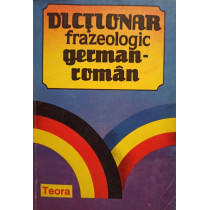 DICȚIONAR
frazeologic
german-
român
Teora